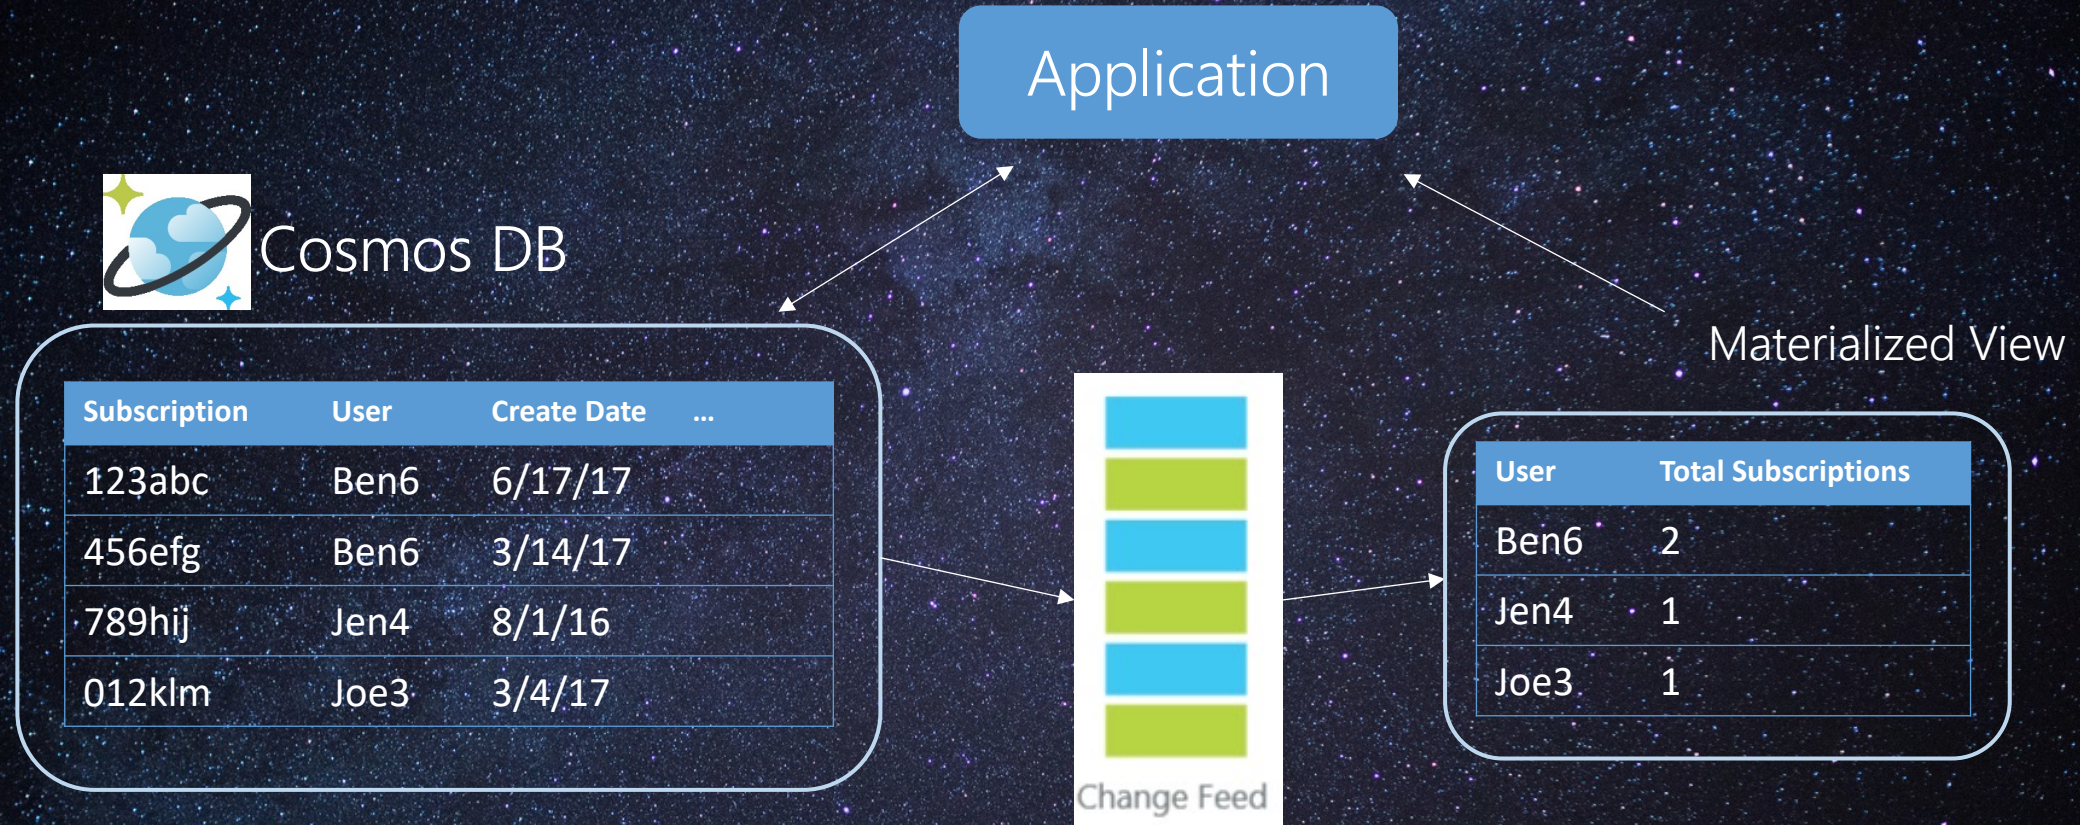 Application
Cosmos DB
Subscription User Create Date ...
123abc Ben6 6/17/17
456efg Ben6 3/14/17
789hij Jen4 8/1/16
012klm Joe3 3/4/17
Change Feed
Materialized View
User Total Subscriptions
Ben6 2
Jen4 1
Joe3 1